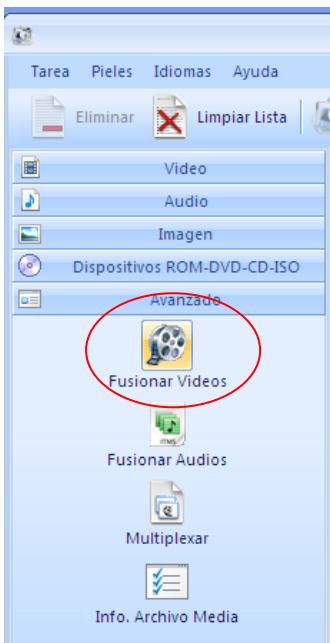 Tarea Pieles Idiomas Ayuda
Eliminar Limpiar Lista
Video
Audio
Imagen
Dispositivos ROM-DVD-CD-ISO
Avanzado
Fusionar Videos
Fusionar Audios
Multiplexar
Info. Archivo Media